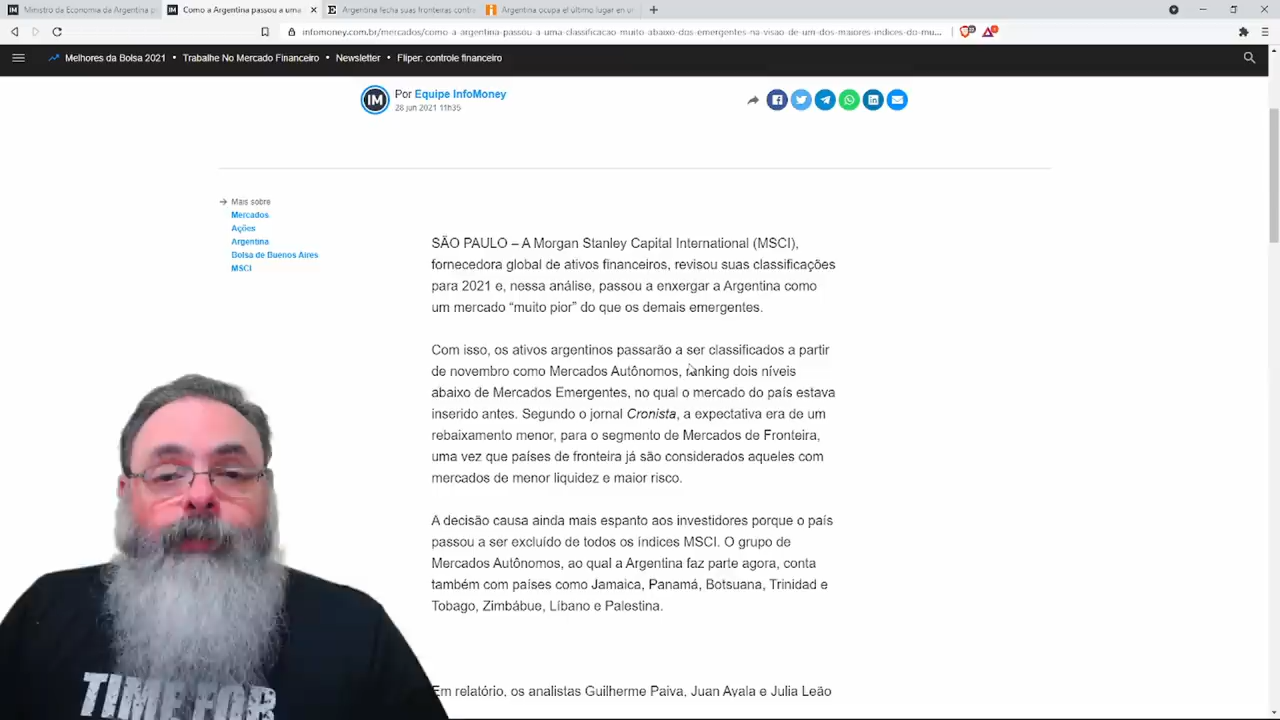 Ministro da Economia da Argentina p
Como a Argentina passou a uma
Argentina fecha suas fronteiras contr
Argentina ocupa el último lugar en u
infomoney.com.br/mercados/como-a-argentina-passou-a-uma-classificacao-muito-abaixo-dos-emergentes-na-visao-de-um-dos-maiores-indices-do-mu...
Melhores da Bolsa 2021 • Trabalhe No Mercado Financeiro • Newsletter • Fliper: controle financeiro
IM
Por Equipe InfoMoney
28 jun 2021 11h35
Mais sobre
Mercados
Ações
Argentina
Bolsa de Buenos Aires
MSCI
SÃO PAULO – A Morgan Stanley Capital International (MSCI),
fornecedora global de ativos financeiros, revisou suas classificações
para 2021 e, nessa análise, passou a enxergar a Argentina como
um mercado “muito pior” do que os demais emergentes.
Com isso, os ativos argentinos passarão a ser classificados a partir
de novembro como Mercados Autônomos, ranking dois níveis
abaixo de Mercados Emergentes, no qual o mercado do país estava
inserido antes. Segundo o jornal Cronista, a expectativa era de um
rebaixamento menor, para o segmento de Mercados de Fronteira,
uma vez que países de fronteira já são considerados aqueles com
mercados de menor liquidez e maior risco.
A decisão causa ainda mais espanto aos investidores porque o país
passou a ser excluído de todos os índices MSCI. O grupo de
Mercados Autônomos, ao qual a Argentina faz parte agora, conta
também com países como Jamaica, Panamá, Botsuana, Trinidad e
Tobago, Zimbábue, Líbano e Palestina.
Em relatório, os analistas Guilherme Paiva, Juan Ayala e Julia Leão
TIME FOR